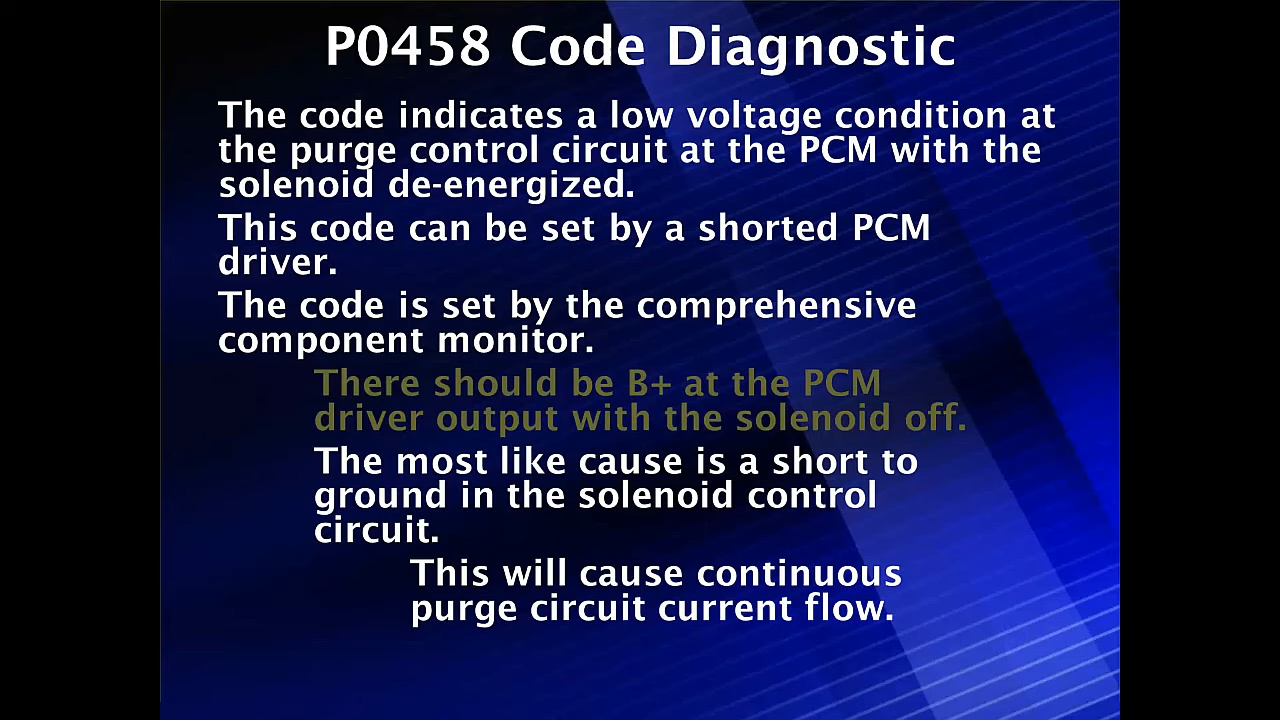 P0458 Code Diagnostic
The code indicates a low voltage condition at
the purge control circuit at the PCM with the
solenoid de-energized.
This code can be set by a shorted PCM
driver.
The code is set by the comprehensive
component monitor.
There should be B+ at the PCM
driver output with the solenoid off.
The most like cause is a short to
ground in the solenoid control
circuit.
This will cause continuous
purge circuit current flow.